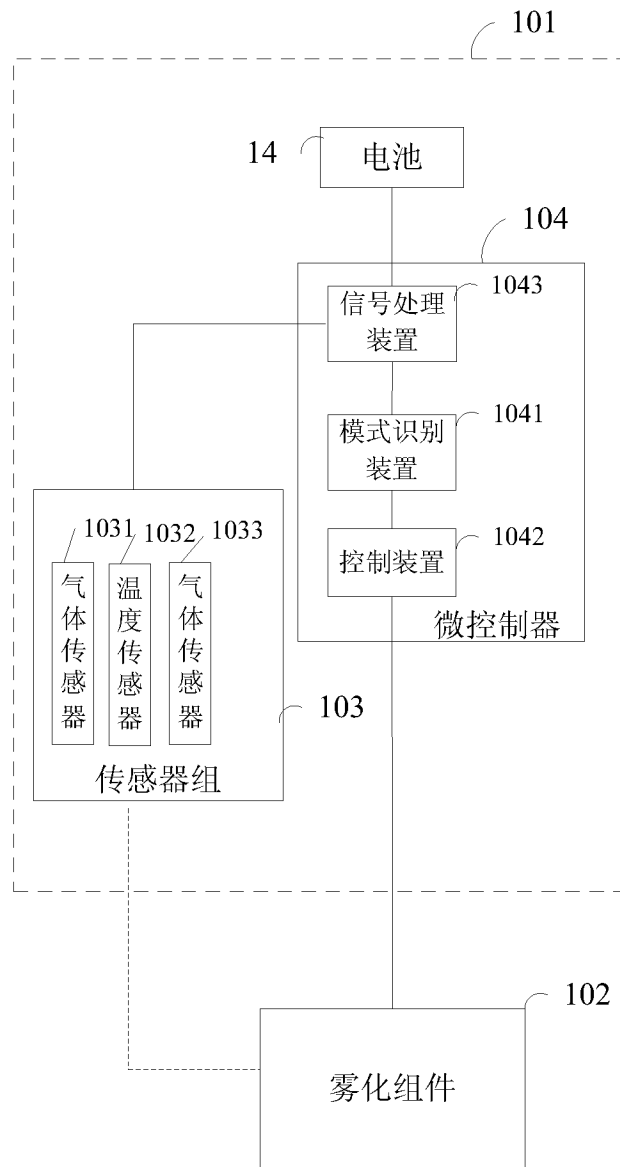 101
14
电池
104
信号处理
装置
1043
模式识别
装置
1041
控制装置
1042
微控制器
1031
1032
1033
气体传感器
温度传感器
气体传感器
103
传感器组
102
雾化组件